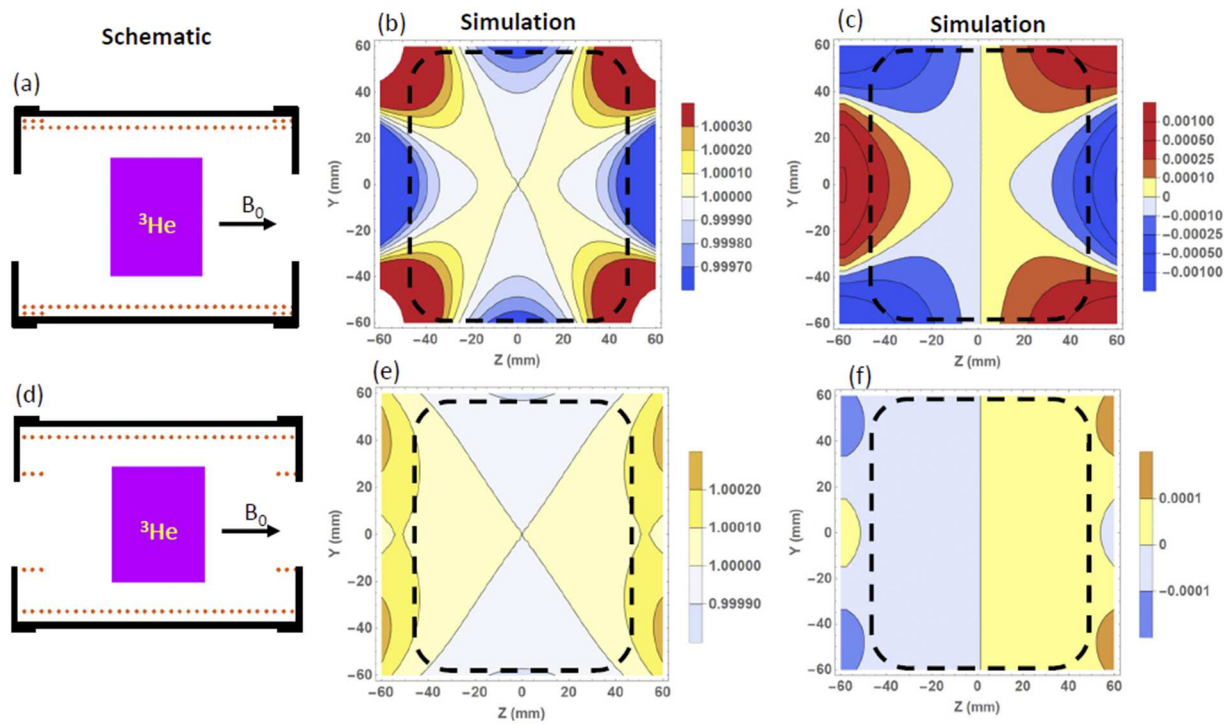 Schematic
(a)
³He
B₀
(b)
Simulation
60
40
20
0
−20
−40
−60
Y (mm)
−60 −40 −20 0 20 40 60
Z (mm)
1.00030
1.00020
1.00010
1.00000
0.99990
0.99980
0.99970
(c)
Simulation
60
40
20
0
−20
−40
−60
Y (mm)
−60 −40 −20 0 20 40 60
Z (mm)
0.00100
0.00050
0.00025
0.00010
0
−0.00010
−0.00025
−0.00050
−0.00100
(d)
³He
B₀
(e)
60
40
20
0
−20
−40
−60
Y (mm)
−60 −40 −20 0 20 40 60
Z (mm)
1.00020
1.00010
1.00000
0.99990
(f)
60
40
20
0
−20
−40
−60
Y (mm)
−60 −40 −20 0 20 40 60
Z (mm)
0.0001
0
−0.0001